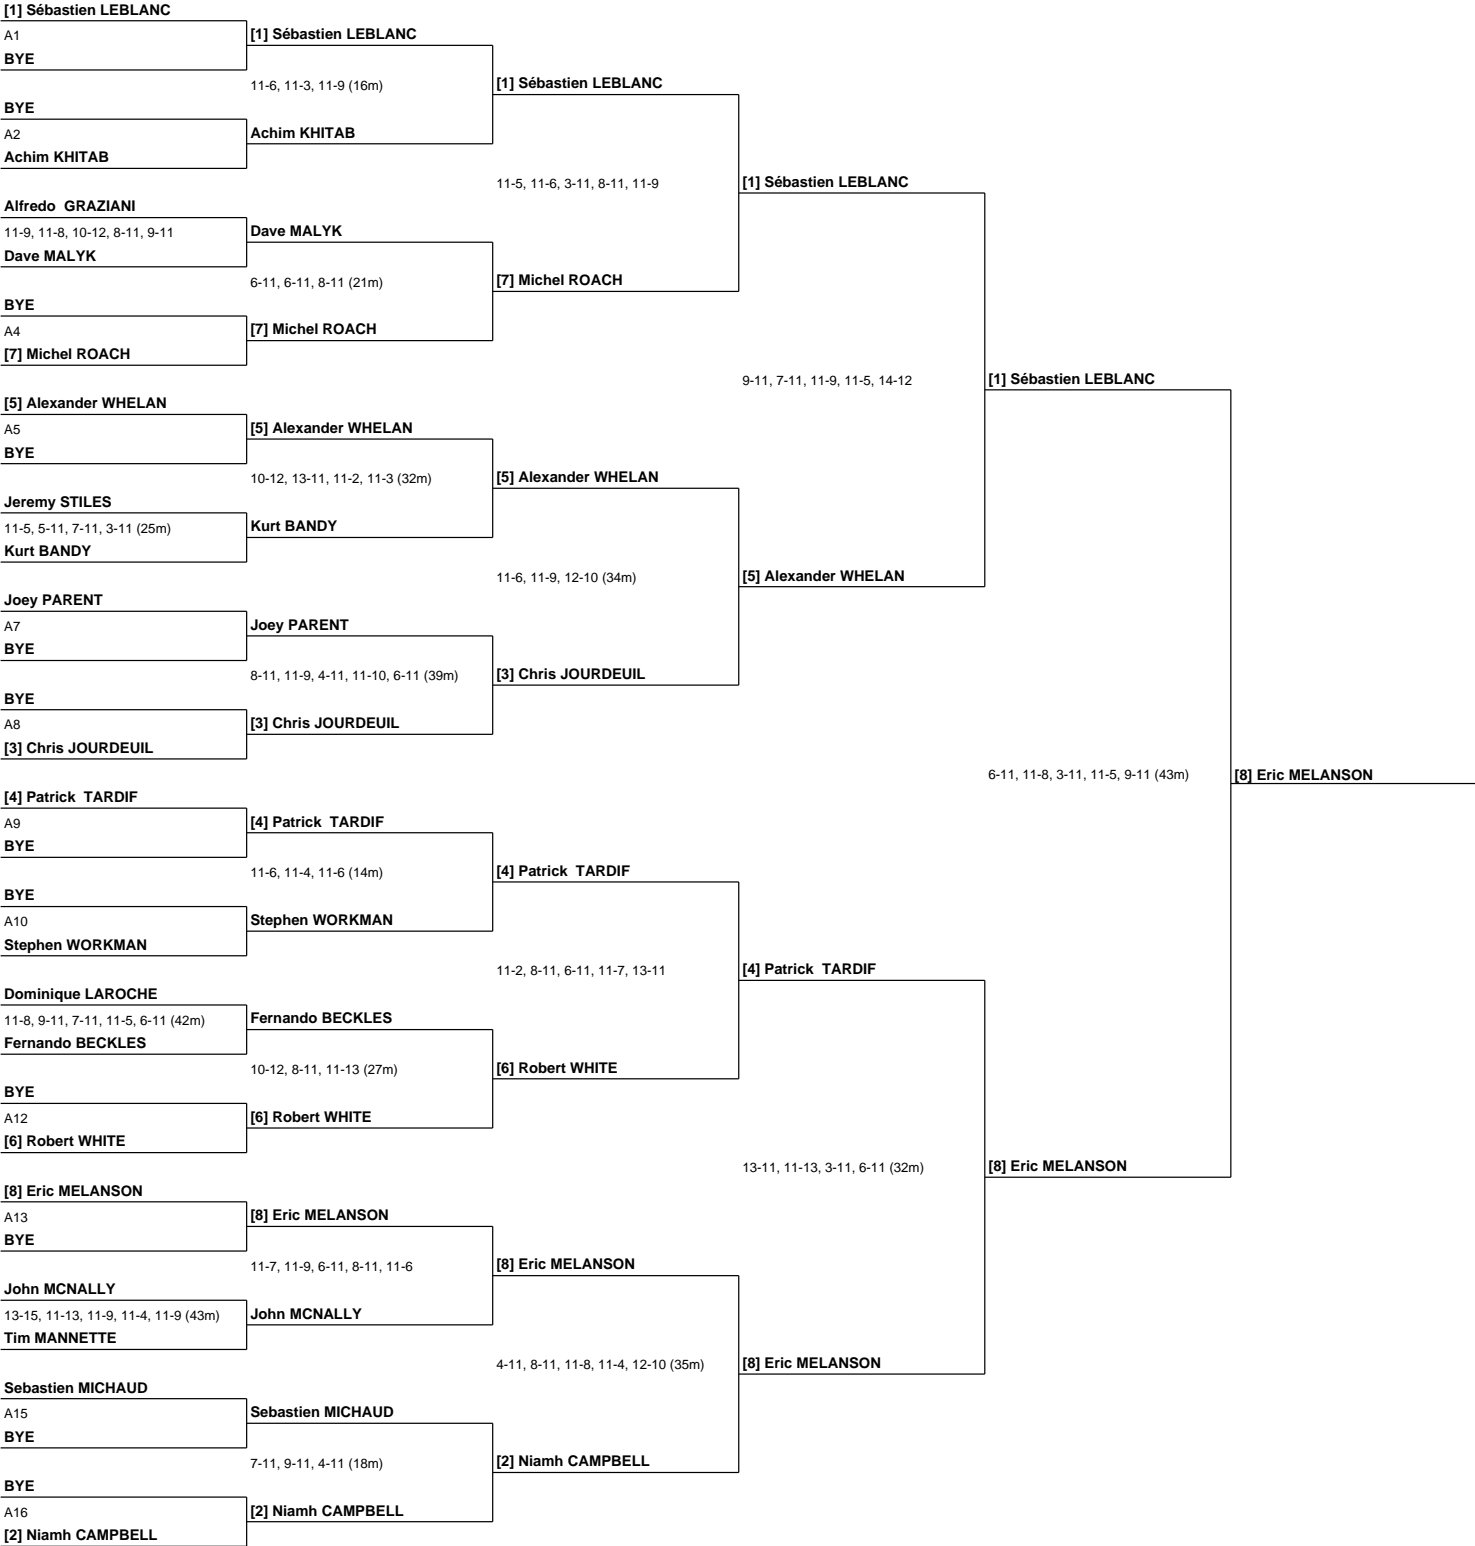 [1] Sébastien LEBLANC
A1
BYE
BYE
A2
Achim KHITAB
Alfredo  GRAZIANI
11-9, 11-8, 10-12, 8-11, 9-11
Dave MALYK
BYE
A4
[7] Michel ROACH
[5] Alexander WHELAN
A5
BYE
Jeremy STILES
11-5, 5-11, 7-11, 3-11 (25m)
Kurt BANDY
Joey PARENT
A7
BYE
BYE
A8
[3] Chris JOURDEUIL
[4] Patrick  TARDIF
A9
BYE
BYE
A10
Stephen WORKMAN
Dominique LAROCHE
11-8, 9-11, 7-11, 11-5, 6-11 (42m)
Fernando BECKLES
BYE
A12
[6] Robert WHITE
[8] Eric MELANSON
A13
BYE
John MCNALLY
13-15, 11-13, 11-9, 11-4, 11-9 (43m)
Tim MANNETTE
Sebastien MICHAUD
A15
BYE
BYE
A16
[2] Niamh CAMPBELL
[1] Sébastien LEBLANC
11-6, 11-3, 11-9 (16m)
Achim KHITAB
Dave MALYK
6-11, 6-11, 8-11 (21m)
[7] Michel ROACH
[5] Alexander WHELAN
10-12, 13-11, 11-2, 11-3 (32m)
Kurt BANDY
Joey PARENT
8-11, 11-9, 4-11, 11-10, 6-11 (39m)
[3] Chris JOURDEUIL
[4] Patrick  TARDIF
11-6, 11-4, 11-6 (14m)
Stephen WORKMAN
Fernando BECKLES
10-12, 8-11, 11-13 (27m)
[6] Robert WHITE
[8] Eric MELANSON
11-7, 11-9, 6-11, 8-11, 11-6
John MCNALLY
Sebastien MICHAUD
7-11, 9-11, 4-11 (18m)
[2] Niamh CAMPBELL
[1] Sébastien LEBLANC
11-5, 11-6, 3-11, 8-11, 11-9
[7] Michel ROACH
[5] Alexander WHELAN
11-6, 11-9, 12-10 (34m)
[3] Chris JOURDEUIL
[4] Patrick  TARDIF
11-2, 8-11, 6-11, 11-7, 13-11
[6] Robert WHITE
[8] Eric MELANSON
4-11, 8-11, 11-8, 11-4, 12-10 (35m)
[2] Niamh CAMPBELL
[1] Sébastien LEBLANC
9-11, 7-11, 11-9, 11-5, 14-12
[5] Alexander WHELAN
[4] Patrick  TARDIF
13-11, 11-13, 3-11, 6-11 (32m)
[8] Eric MELANSON
[1] Sébastien LEBLANC
6-11, 11-8, 3-11, 11-5, 9-11 (43m)
[8] Eric MELANSON
[8] Eric MELANSON